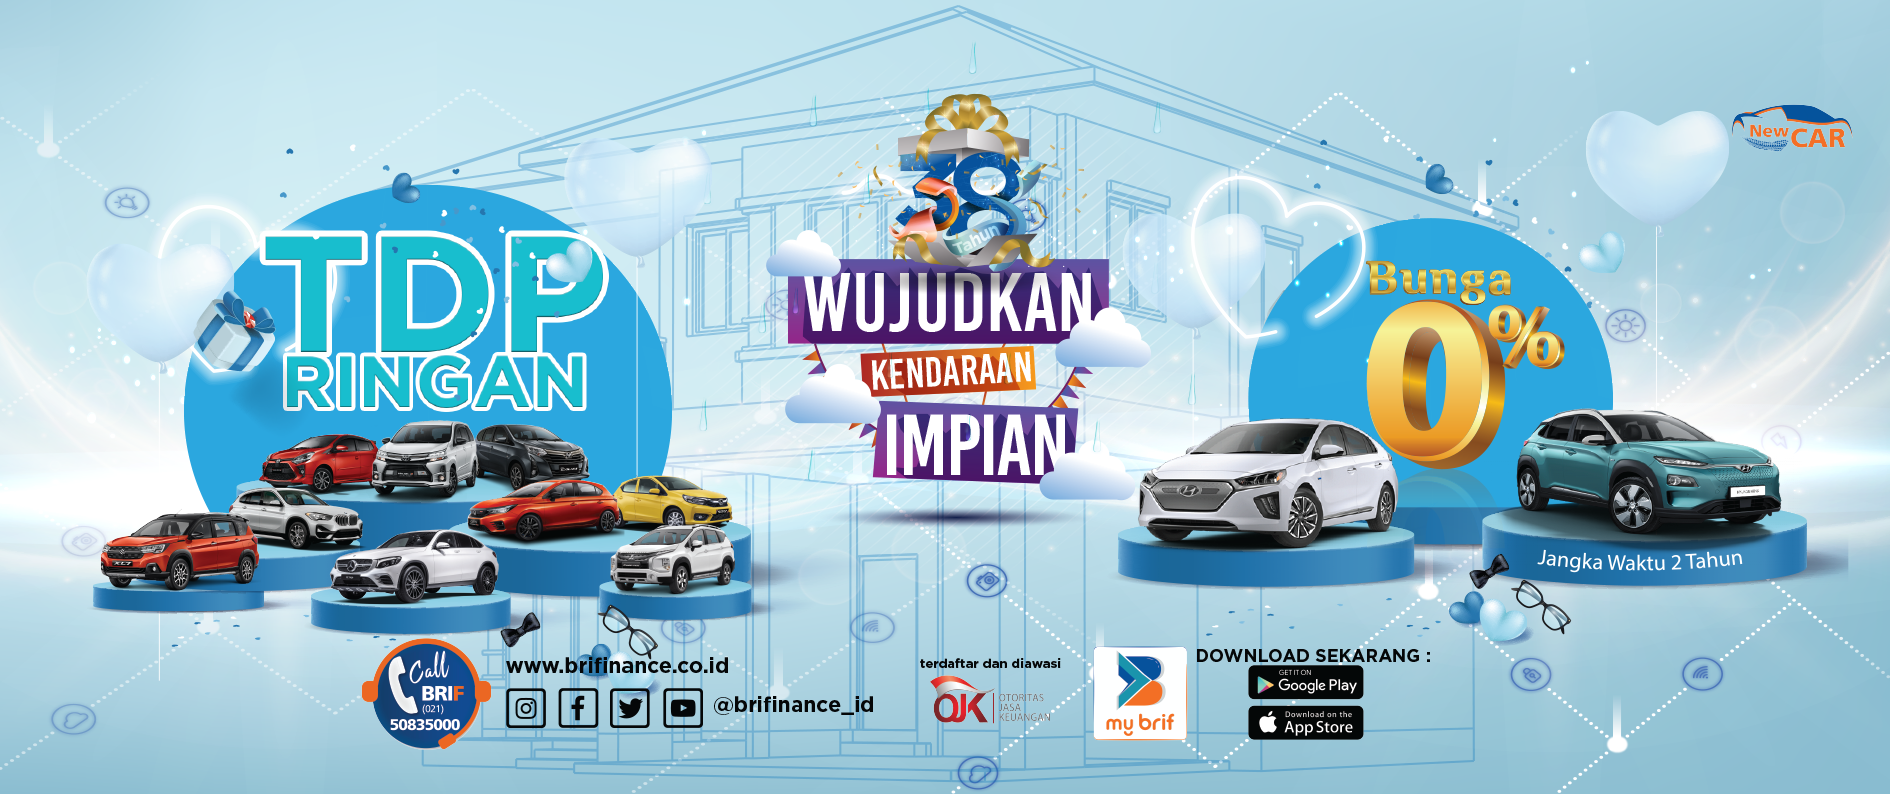 New
CAR
38
Tahun
TDP
RINGAN
WUJUDKAN
KENDARAAN
IMPIAN
Bunga
0%
XL7
Jangka Waktu 2 Tahun
Call
BRIF
(021)
50835000
www.brifinance.co.id
@brifinance_id
terdaftar dan diawasi
OJK
OTORITAS
JASA
KEUANGAN
my brif
DOWNLOAD SEKARANG :
GET IT ON
Google Play
Download on the
App Store